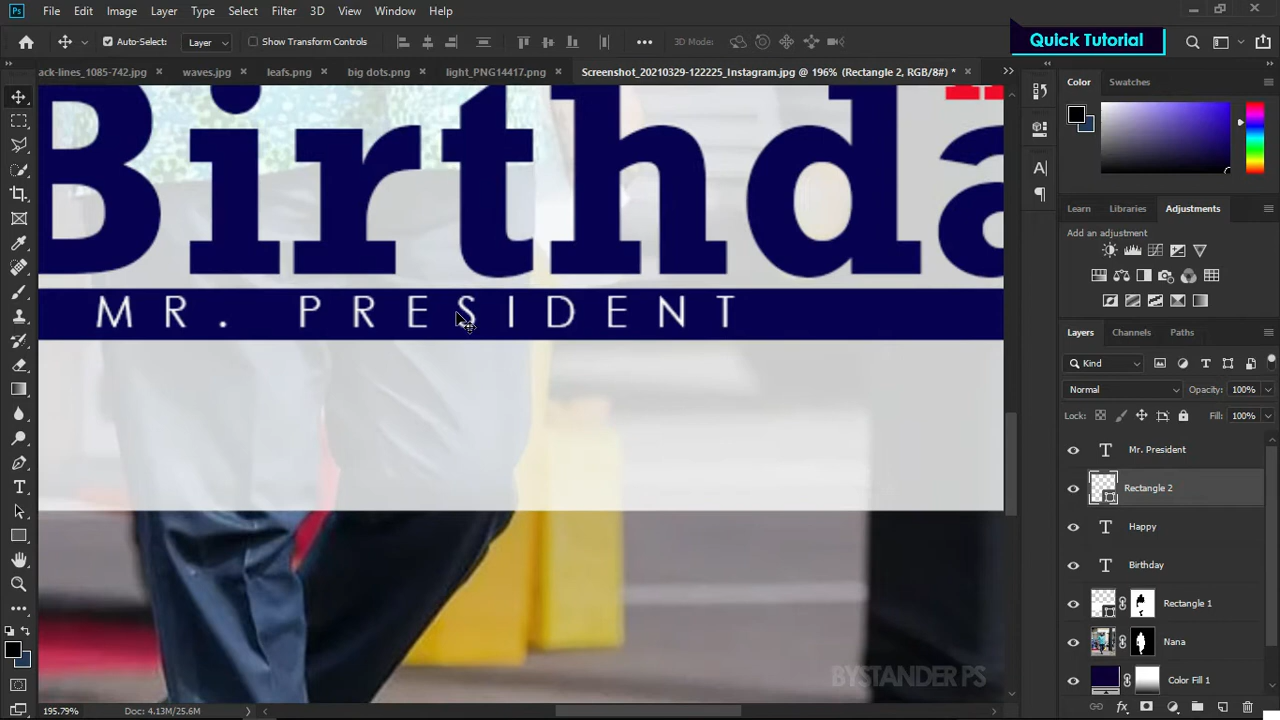 Ps File Edit Image Layer Type Select Filter 3D View Window Help
Auto-Select: Layer Show Transform Controls 3D Mode:
Quick Tutorial
ack-lines_1085-742.jpg × waves.jpg × leafs.png × big dots.png × light_PNG14417.png × Screenshot_20210329-122225_Instagram.jpg @ 196% (Rectangle 2, RGB/8#) * ×
Color Swatches
Birthda
Learn Libraries Adjustments
Add an adjustment
MR. PRESIDENT
Layers Channels Paths
Kind
Normal Opacity: 100%
Lock: Fill: 100%
Mr. President
Rectangle 2
Happy
Birthday
Rectangle 1
Nana
BYSTANDER PS
Color Fill 1
195.79% Doc: 4.13M/25.6M